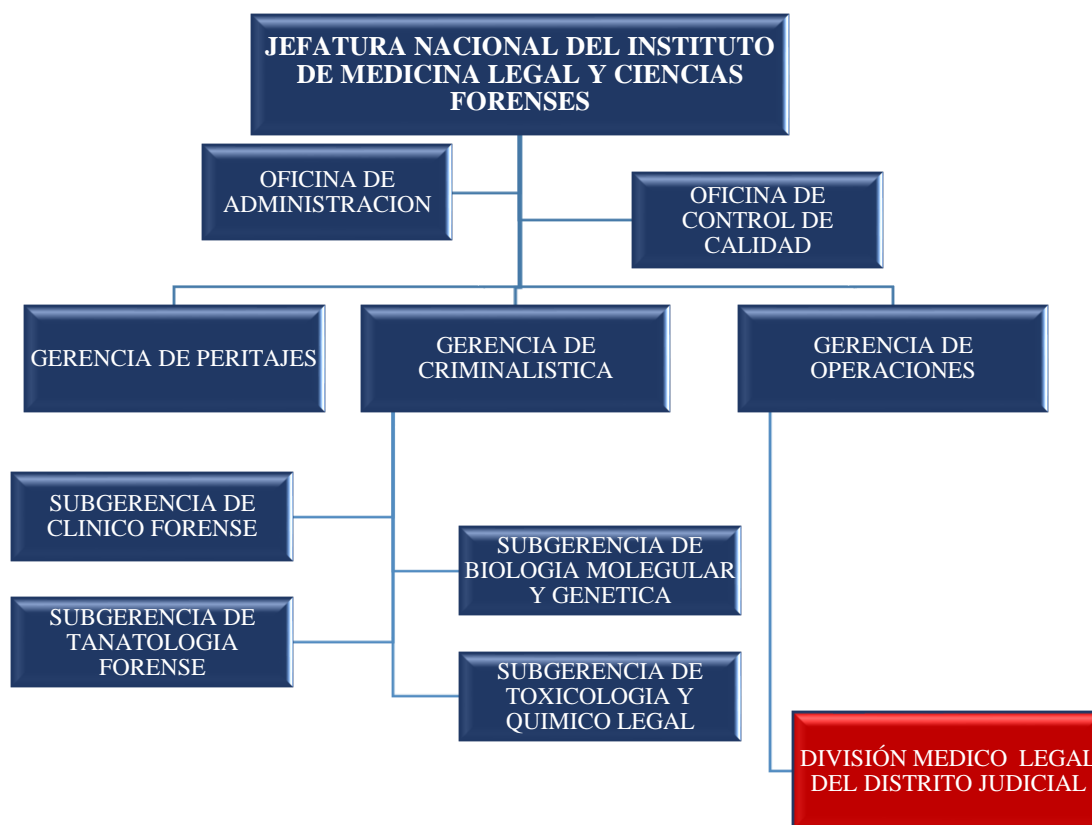 JEFATURA NACIONAL DEL INSTITUTO
DE MEDICINA LEGAL Y CIENCIAS
FORENSES
OFICINA DE
ADMINISTRACION
OFICINA DE
CONTROL DE
CALIDAD
GERENCIA DE PERITAJES
GERENCIA DE
CRIMINALISTICA
GERENCIA DE
OPERACIONES
SUBGERENCIA DE
CLINICO FORENSE
SUBGERENCIA DE
BIOLOGIA MOLECULAR
Y GENETICA
SUBGERENCIA DE
TANATOLOGIA
FORENSE
SUBGERENCIA DE
TOXICOLOGIA Y
QUIMICO LEGAL
DIVISIÓN MEDICO LEGAL
DEL DISTRITO JUDICIAL